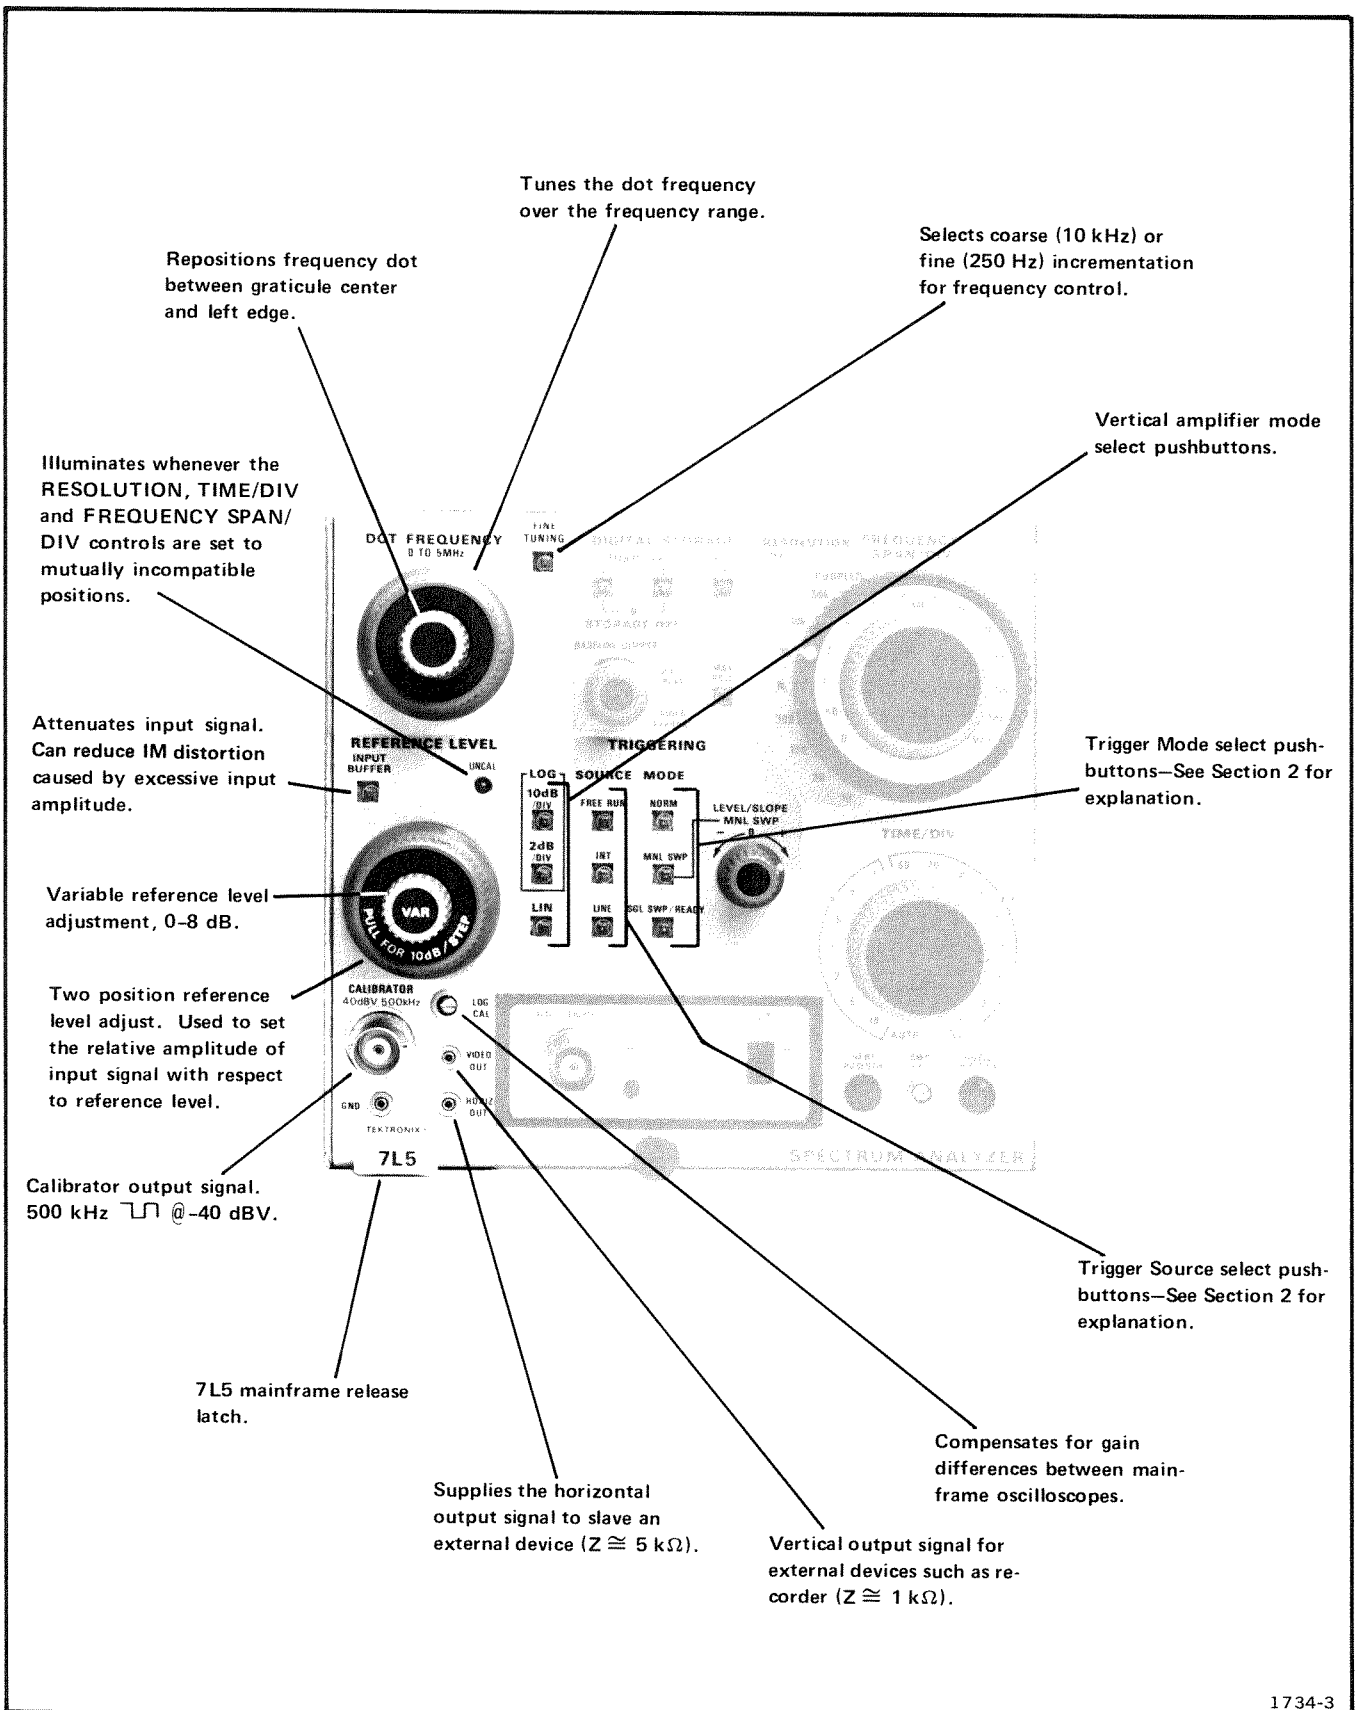 Tunes the dot frequency
over the frequency range.
Selects coarse (10 kHz) or
fine (250 Hz) incrementation
for frequency control.
Repositions frequency dot
between graticule center
and left edge.
Vertical amplifier mode
select pushbuttons.
Illuminates whenever the
RESOLUTION, TIME/DIV
and FREQUENCY SPAN/
DIV controls are set to
mutually incompatible
positions.
DOT FREQUENCY
0 TO 5MHz
FINE
TUNING
DIGITAL STORAGE
RESOLUTION
FREQUENCY
SPAN/DIV
COUPLED
BASELINE CLIPPER
Attenuates input signal.
Can reduce IM distortion
caused by excessive input
amplitude.
REFERENCE LEVEL
INPUT
BUFFER
UNCAL
TRIGGERING
LOG
SOURCE
MODE
10dB
/DIV
FREE RUN
NORM
LEVEL/SLOPE
MNL SWP
− 0 +
2dB
/DIV
INT
MNL SWP
LIN
LINE
SGL SWP/READY
TIME/DIV
AUTO
Trigger Mode select push-
buttons—See Section 2 for
explanation.
Variable reference level
adjustment, 0–8 dB.
VAR
PULL FOR 10dB/STEP
Two position reference
level adjust. Used to set
the relative amplitude of
input signal with respect
to reference level.
CALIBRATOR
40dBV 500kHz
LOG
CAL
VIDEO
OUT
GND
HORIZ
OUT
TEKTRONIX
7L5
SPECTRUM ANALYZER
Calibrator output signal.
500 kHz @ -40 dBV.
Trigger Source select push-
buttons—See Section 2 for
explanation.
7L5 mainframe release
latch.
Compensates for gain
differences between main-
frame oscilloscopes.
Supplies the horizontal
output signal to slave an
external device (Z ≅ 5 kΩ).
Vertical output signal for
external devices such as re-
corder (Z ≅ 1 kΩ).
1734-3